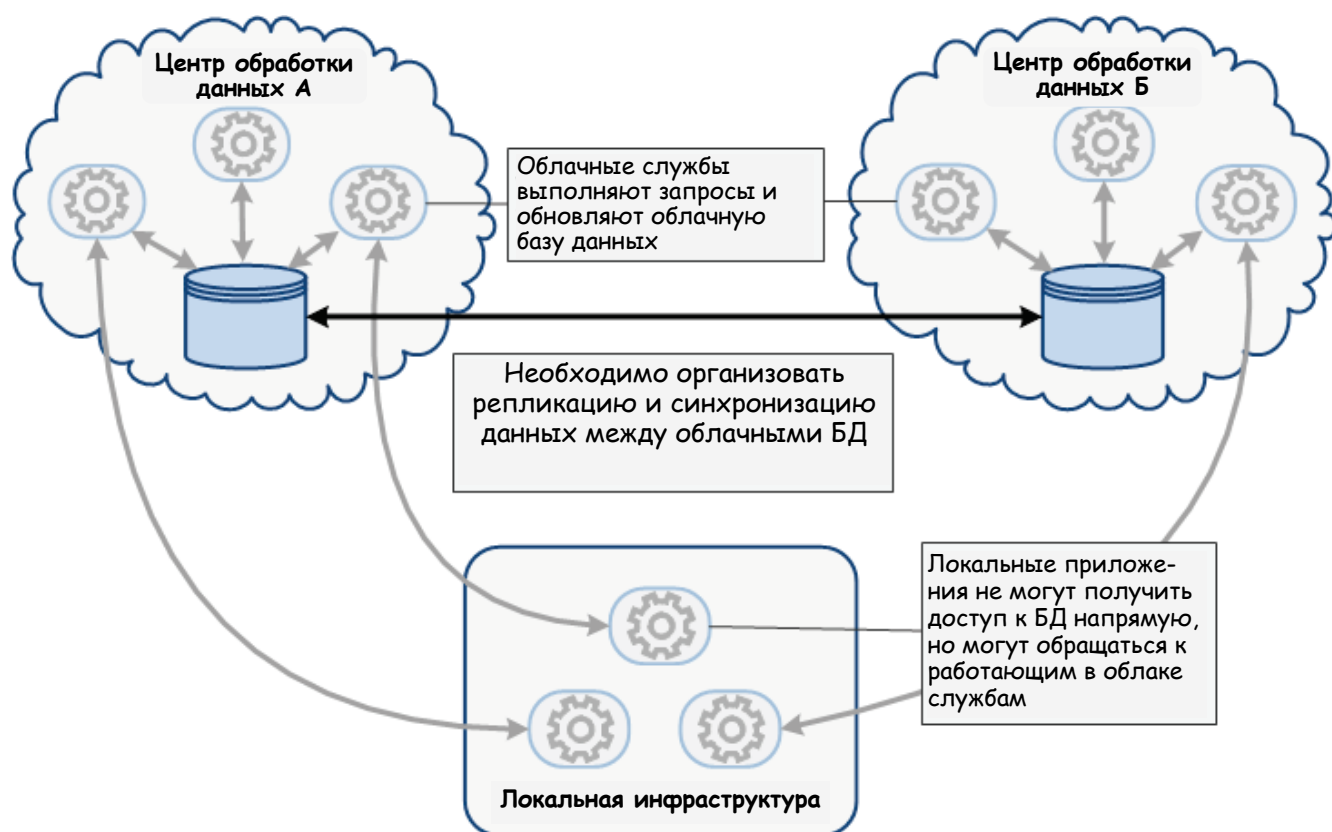 Центр обработки
данных А
Центр обработки
данных Б
Облачные службы
выполняют запросы и
обновляют облачную
базу данных
Необходимо организовать
репликацию и синхронизацию
данных между облачными БД
Локальные приложе-
ния не могут получить
доступ к БД напрямую,
но могут обращаться к
работающим в облаке
службам
Локальная инфраструктура